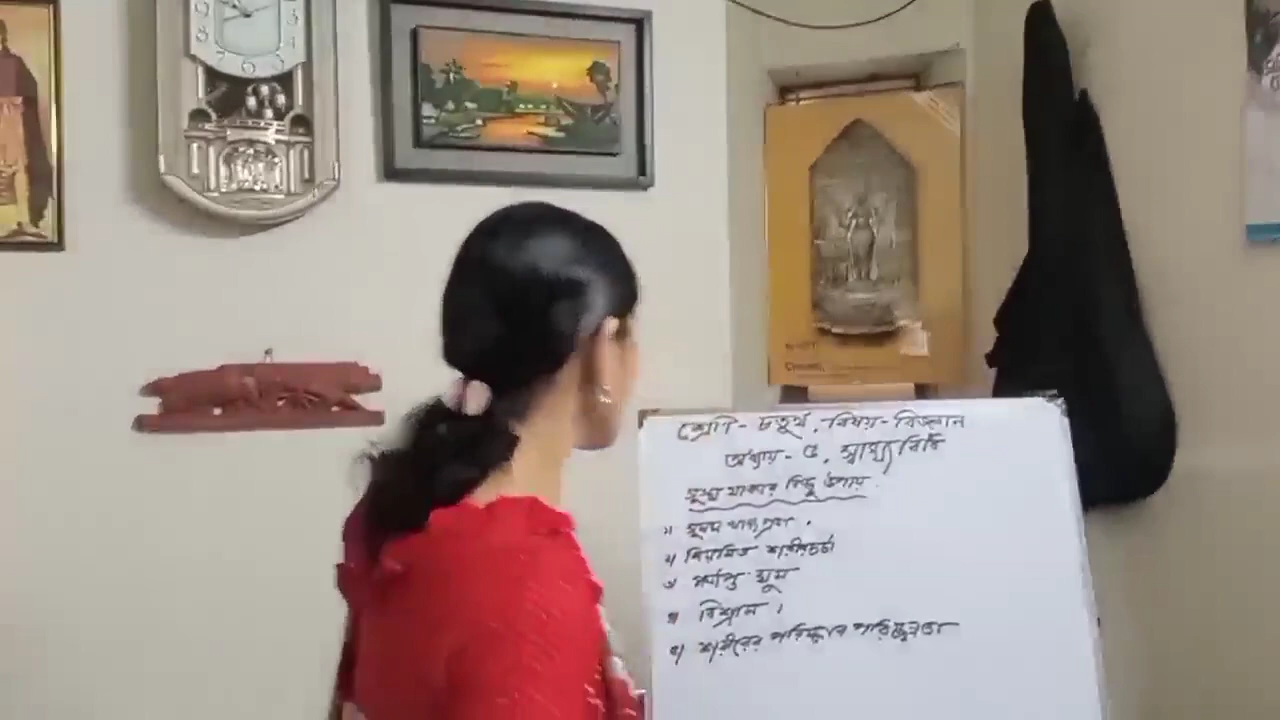 শ্রেণি - চতুর্থ, বিষয় - বিজ্ঞান
অধ্যায় - ৫, স্বাস্থ্যবিধি
সুস্থ থাকার কিছু উপায়
১। সুষম খাদ্য গ্রহণ।
২। নিয়মিত শরীরচর্চা
৩। পর্যাপ্ত ঘুম
৪। বিশ্রাম।
৫। শরীরের পরিষ্কার পরিচ্ছন্নতা